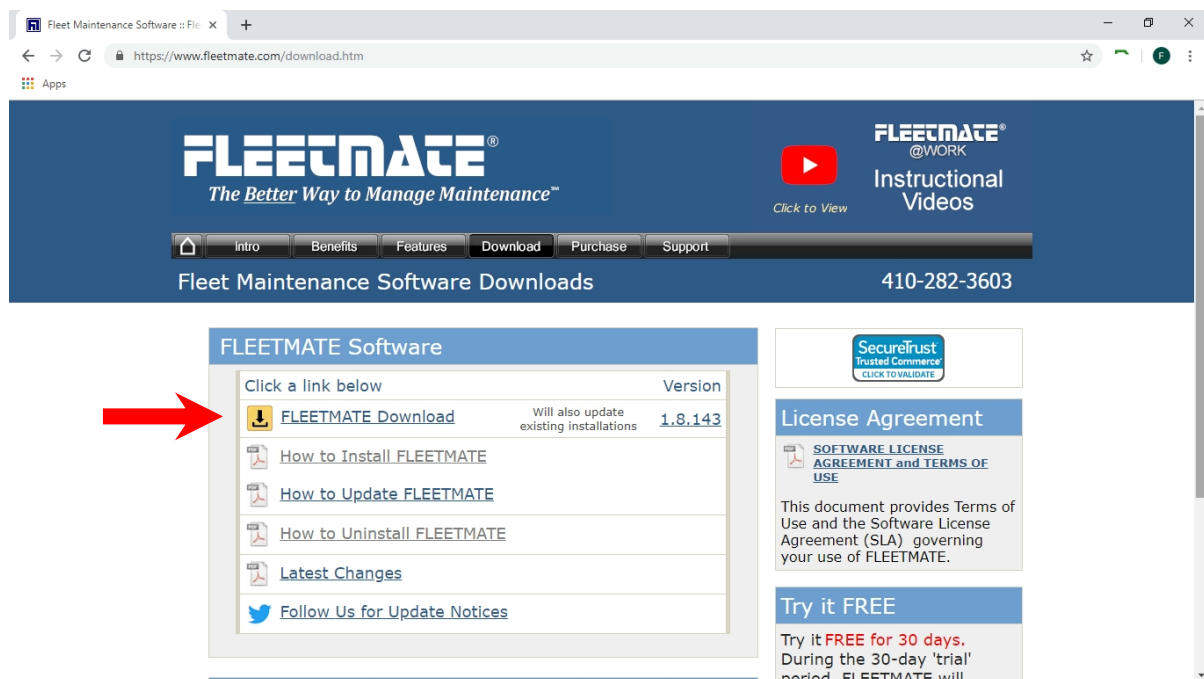 Fleet Maintenance Software :: Fle
https://www.fleetmate.com/download.htm
F
Apps
FLEETMATE®
The Better Way to Manage Maintenance℠
Click to View
FLEETMATE®
@WORK
Instructional
Videos
Intro Benefits Features Download Purchase Support
Fleet Maintenance Software Downloads
410-282-3603
FLEETMATE Software
Click a link below Version
FLEETMATE Download
Will also update
existing installations
1.8.143
How to Install FLEETMATE
How to Update FLEETMATE
How to Uninstall FLEETMATE
Latest Changes
Follow Us for Update Notices
SecureTrust
Trusted Commerce
CLICK TO VALIDATE
License Agreement
SOFTWARE LICENSE
AGREEMENT and TERMS OF
USE
This document provides Terms of
Use and the Software License
Agreement (SLA) governing
your use of FLEETMATE.
Try it FREE
Try it FREE for 30 days.
During the 30-day 'trial'
period, FLEETMATE will